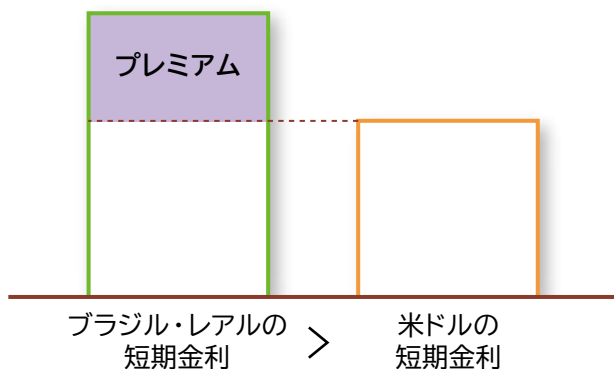 プレミアム
ブラジル・レアルの
短期金利
>
米ドルの
短期金利